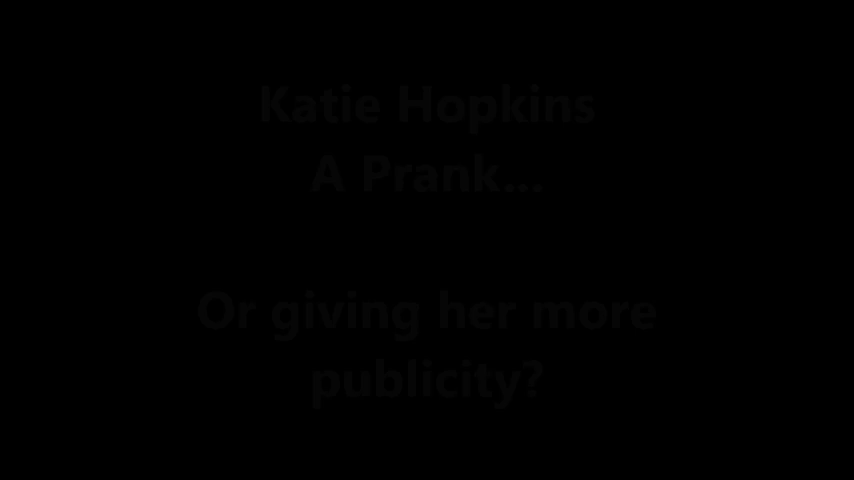 Katie Hopkins
A Prank...
Or giving her more
publicity?